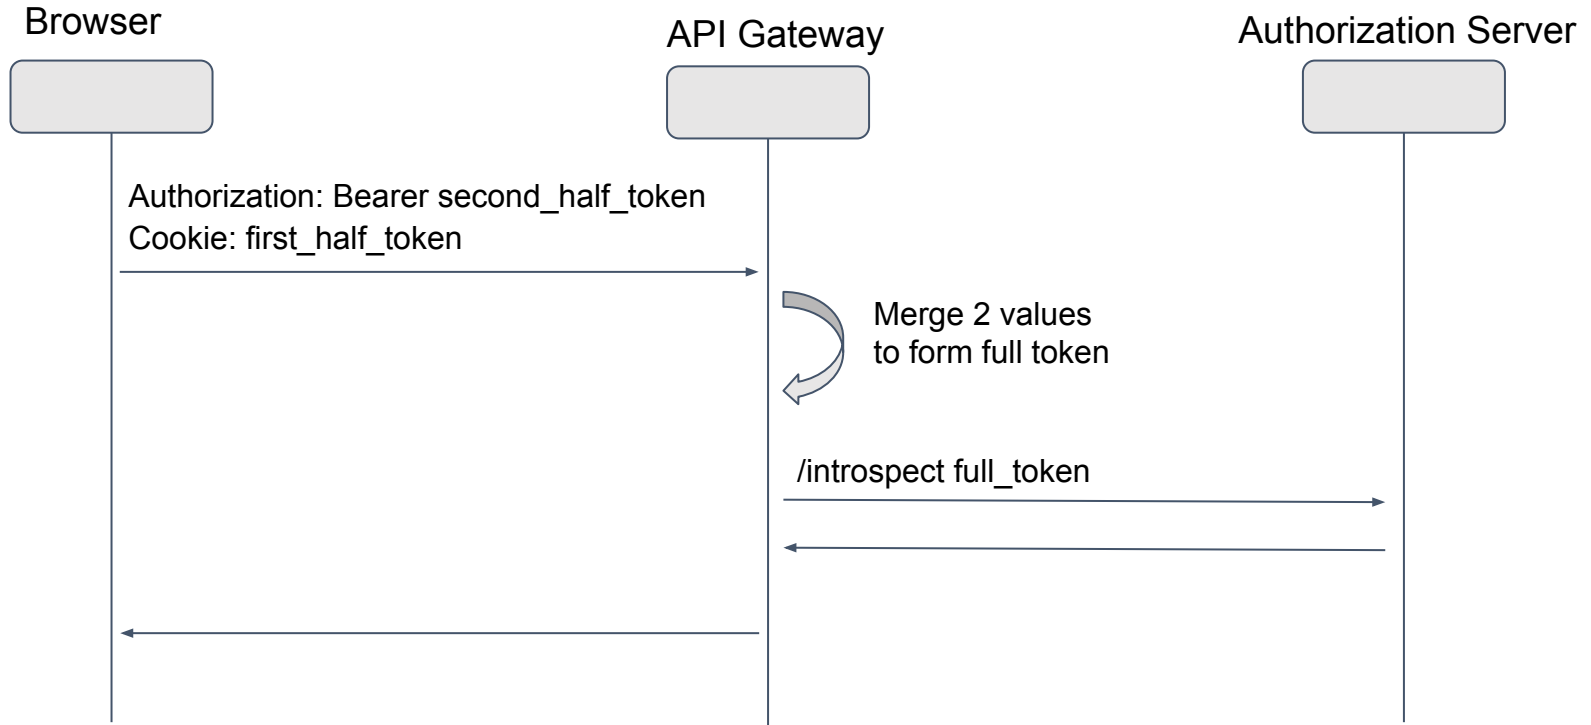 Browser
API Gateway
Authorization Server
Authorization: Bearer second_half_token
Cookie: first_half_token
Merge 2 values
to form full token
/introspect full_token